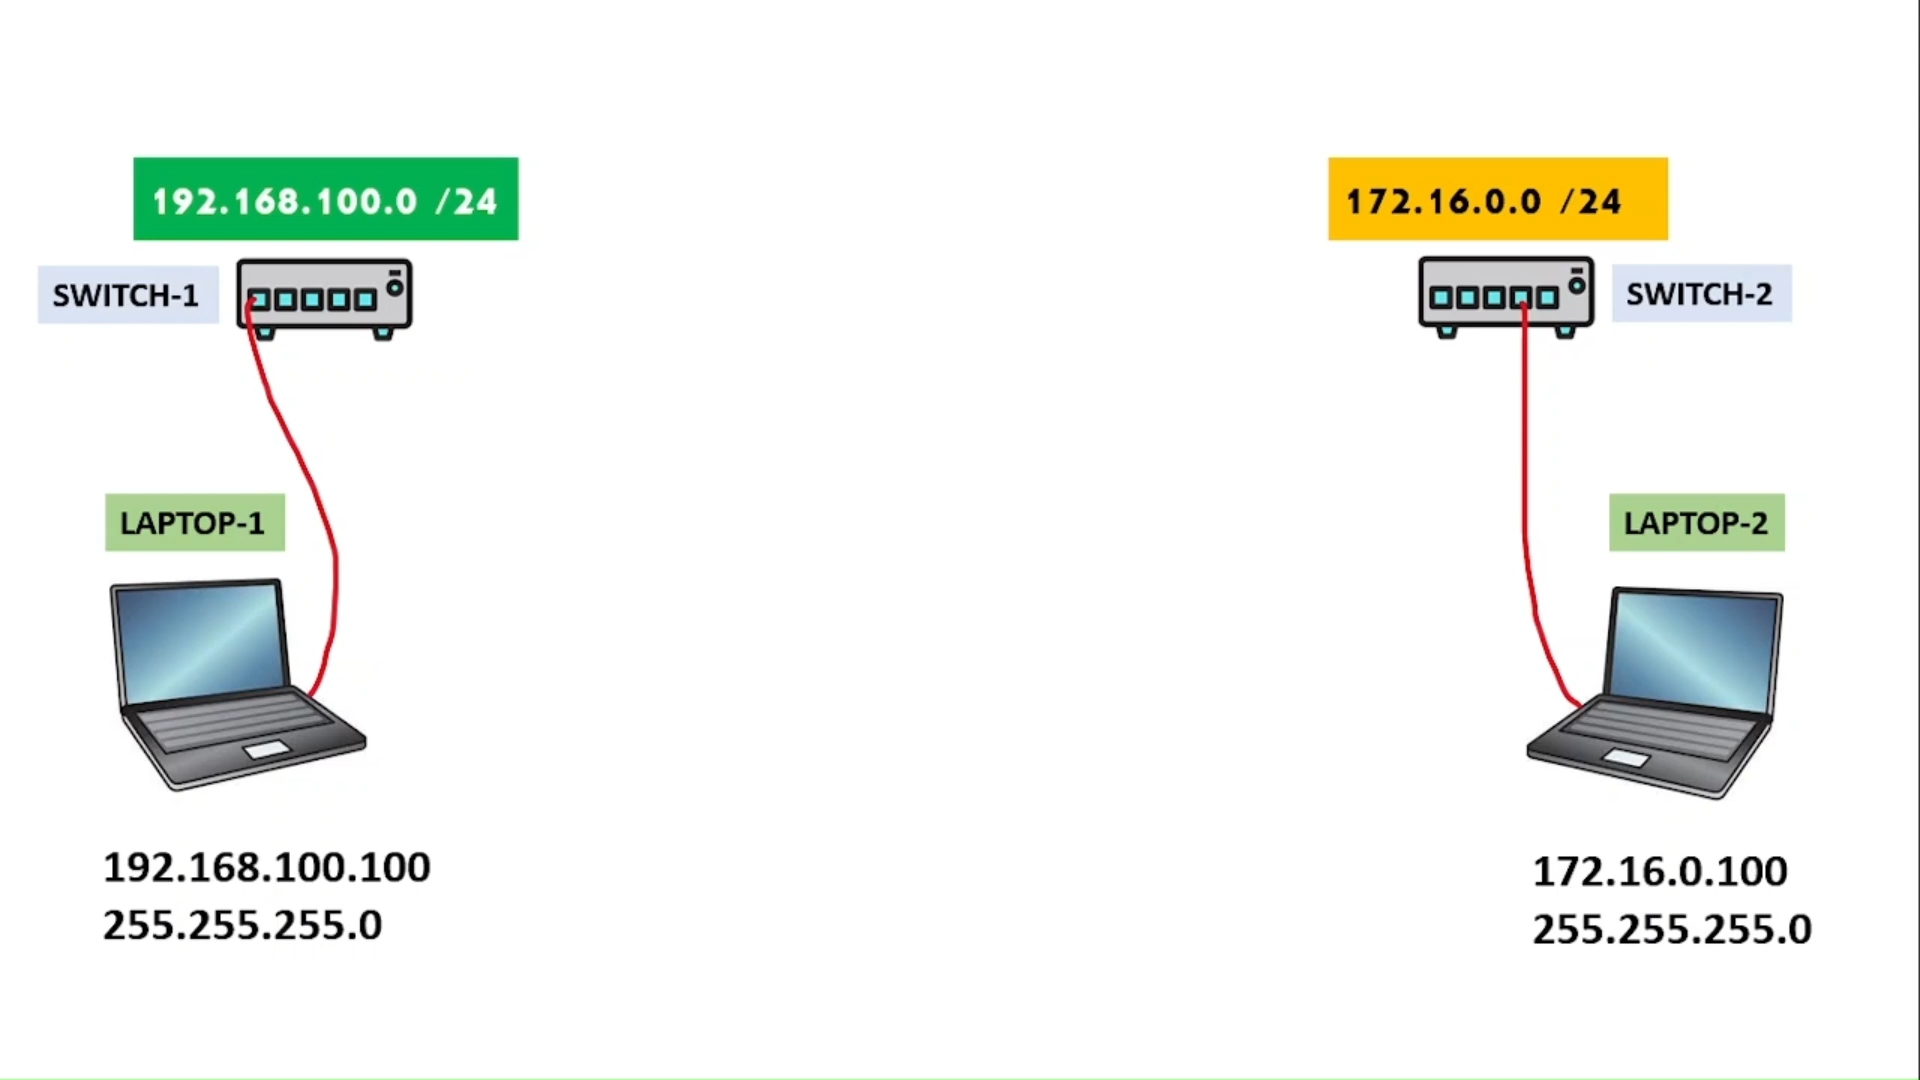 192.168.100.0 /24
172.16.0.0 /24
SWITCH-1
SWITCH-2
LAPTOP-1
LAPTOP-2
192.168.100.100
255.255.255.0
172.16.0.100
255.255.255.0